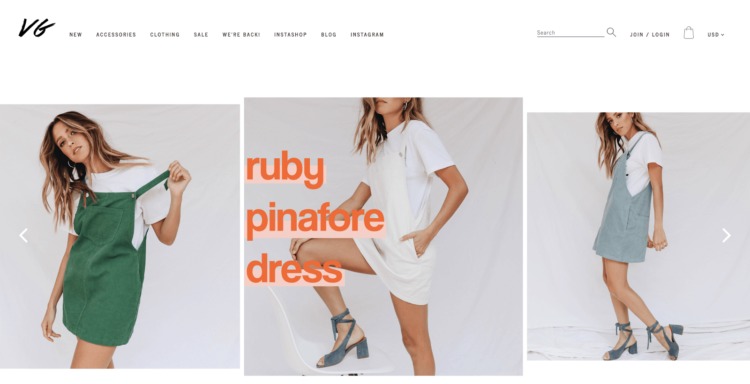 VG
NEW
ACCESSORIES
CLOTHING
SALE
WE'RE BACK!
INSTASHOP
BLOG
INSTAGRAM
Search
JOIN / LOGIN
USD
ruby
pinafore
dress